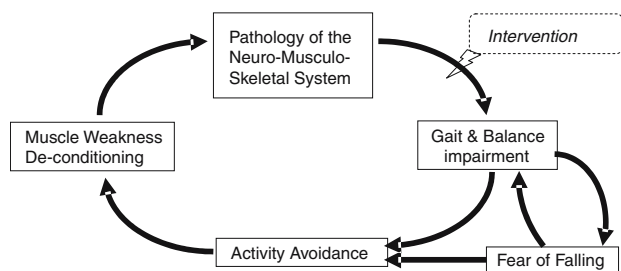 Pathology of the
Neuro-Musculo-
Skeletal System
Intervention
Muscle Weakness
De-conditioning
Gait & Balance
impairment
Activity Avoidance
Fear of Falling